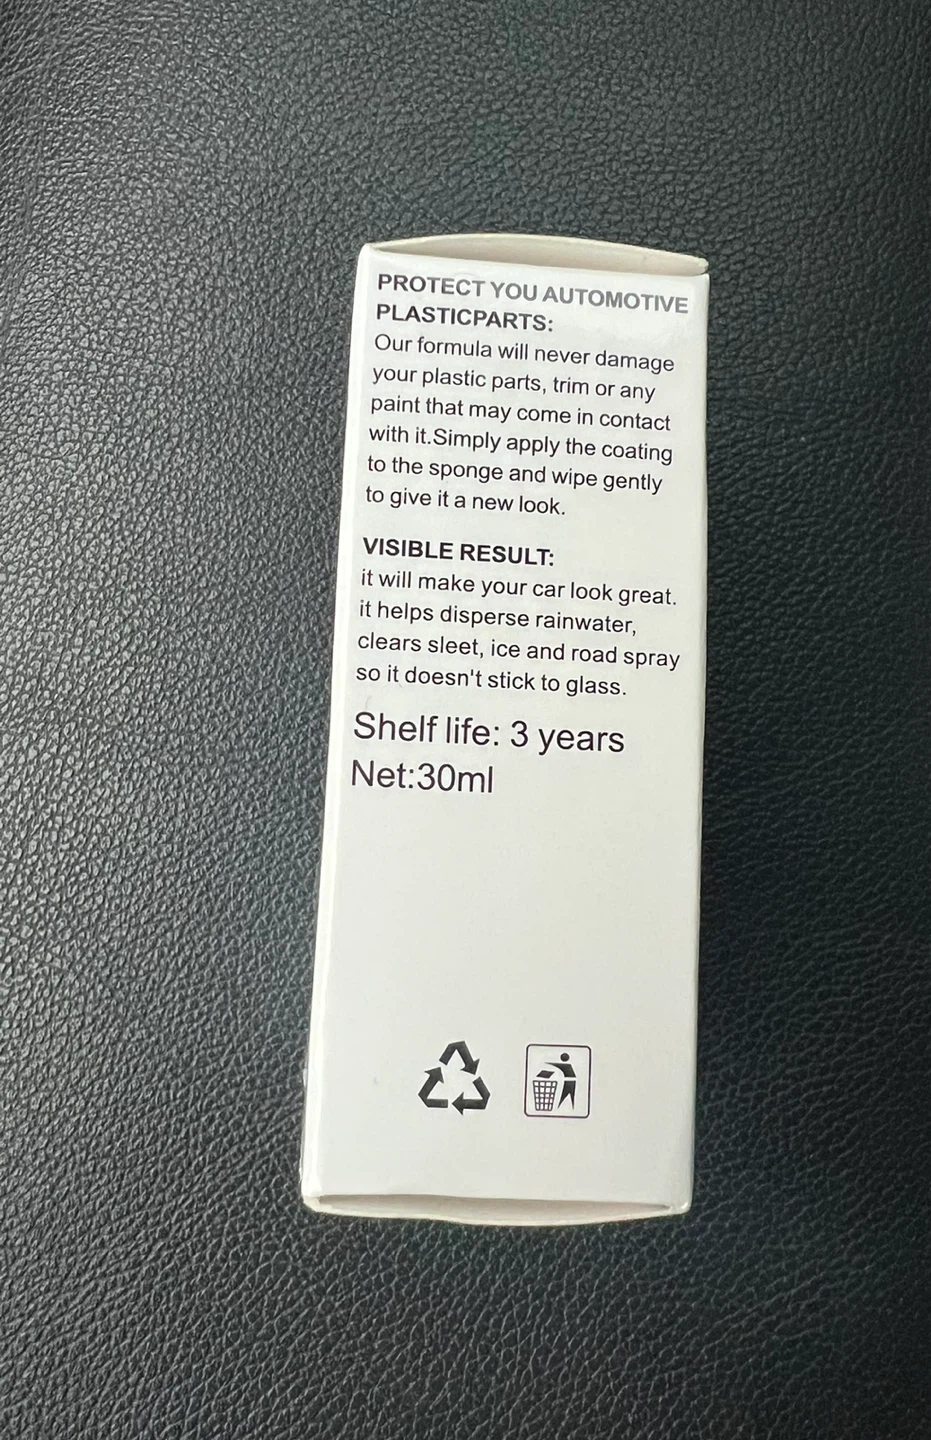 PROTECT YOU AUTOMOTIVE
PLASTICPARTS:
Our formula will never damage
your plastic parts, trim or any
paint that may come in contact
with it.Simply apply the coating
to the sponge and wipe gently
to give it a new look.
VISIBLE RESULT:
it will make your car look great.
it helps disperse rainwater,
clears sleet, ice and road spray
so it doesn't stick to glass.
Shelf life: 3 years
Net:30ml